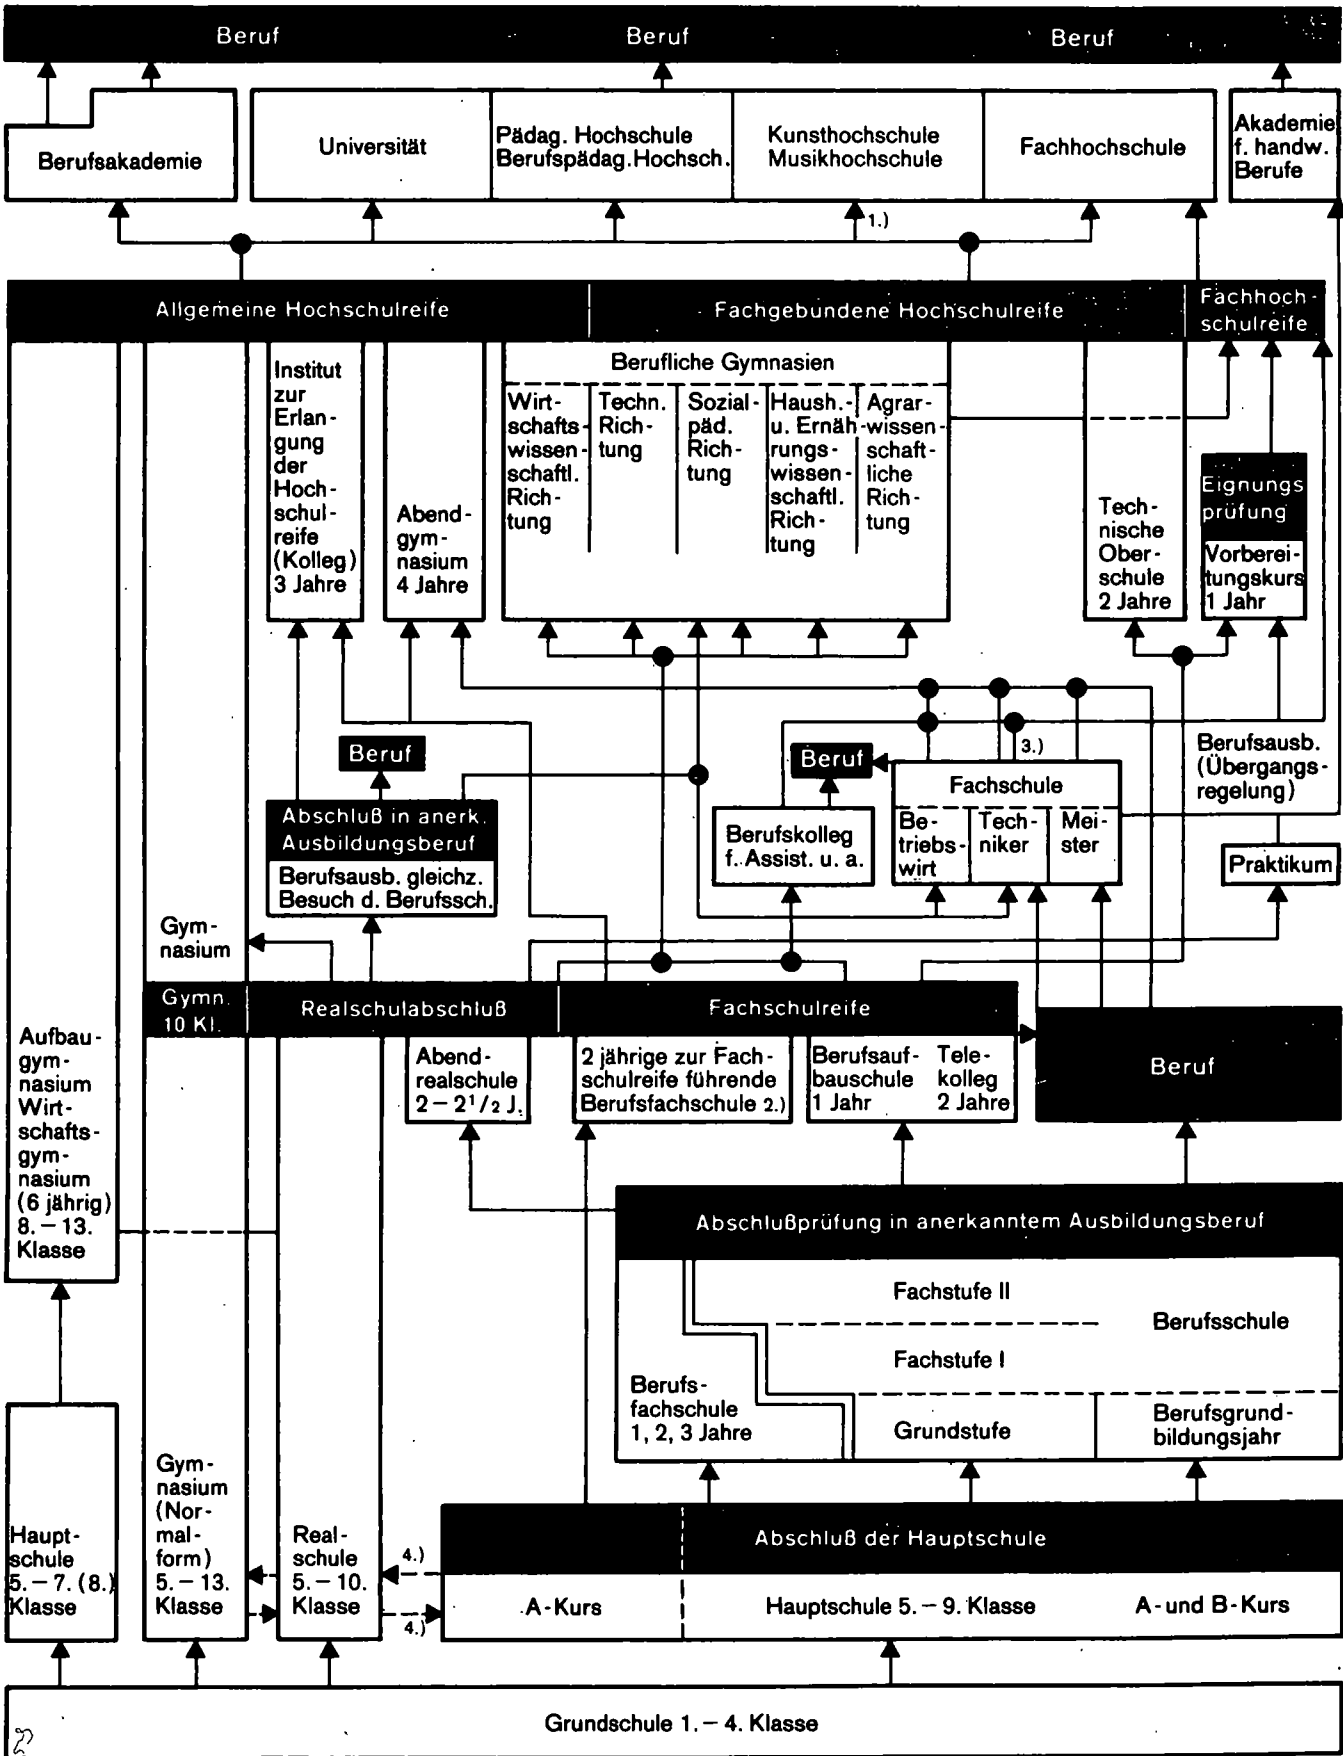 Beruf Beruf Beruf
Berufsakademie
Universität
Pädag. Hochschule
Berufspädag. Hochsch.
Kunsthochschule
Musikhochschule
Fachhochschule
Akademie
f. handw.
Berufe
1.)
Allgemeine Hochschulreife
Fachgebundene Hochschulreife
Fachhoch-
schulreife
Institut
zur
Erlan-
gung
der
Hoch-
schul-
reife
(Kolleg)
3 Jahre
Abend-
gym-
nasium
4 Jahre
Berufliche Gymnasien
Wirt-
schafts-
wissen-
schaftl.
Rich-
tung
Techn.
Rich-
tung
Sozial-
päd.
Rich-
tung
Haush.-
u. Ernäh-
rungs-
wissen-
schaftl.
Rich-
tung
Agrar-
wissen-
schaft-
liche
Rich-
tung
Tech-
nische
Ober-
schule
2 Jahre
Eignungs
prüfung
Vorberei-
tungskurs
1 Jahr
Beruf
Abschluß in anerk.
Ausbildungsberuf
Berufsausb. gleichz.
Besuch d. Berufssch.
Beruf
3.)
Berufskolleg
f. Assist. u. a.
Fachschule
Be-
triebs-
wirt
Tech-
niker
Mei-
ster
Berufsausb.
(Übergangs-
regelung)
Praktikum
Gym-
nasium
Gymn.
10 Kl.
Realschulabschluß
Fachschulreife
Aufbau-
gym-
nasium
Wirt-
schafts-
gym-
nasium
(6 jährig)
8. – 13.
Klasse
Abend-
realschule
2 – 2 1/2 J.
2 jährige zur Fach-
schulreife führende
Berufsfachschule 2.)
Berufsauf-
bauschule
1 Jahr
Tele-
kolleg
2 Jahre
Beruf
Abschlußprüfung in anerkanntem Ausbildungsberuf
Fachstufe II
Berufsschule
Fachstufe I
Berufs-
fachschule
1, 2, 3 Jahre
Grundstufe
Berufsgrund-
bildungsjahr
Haupt-
schule
5. – 7. (8.)
Klasse
Gym-
nasium
(Nor-
mal-
form)
5. – 13.
Klasse
Real-
schule
5. – 10.
Klasse
4.)
4.)
Abschluß der Hauptschule
A-Kurs
Hauptschule 5. – 9. Klasse
A- und B-Kurs
Grundschule 1. – 4. Klasse
2